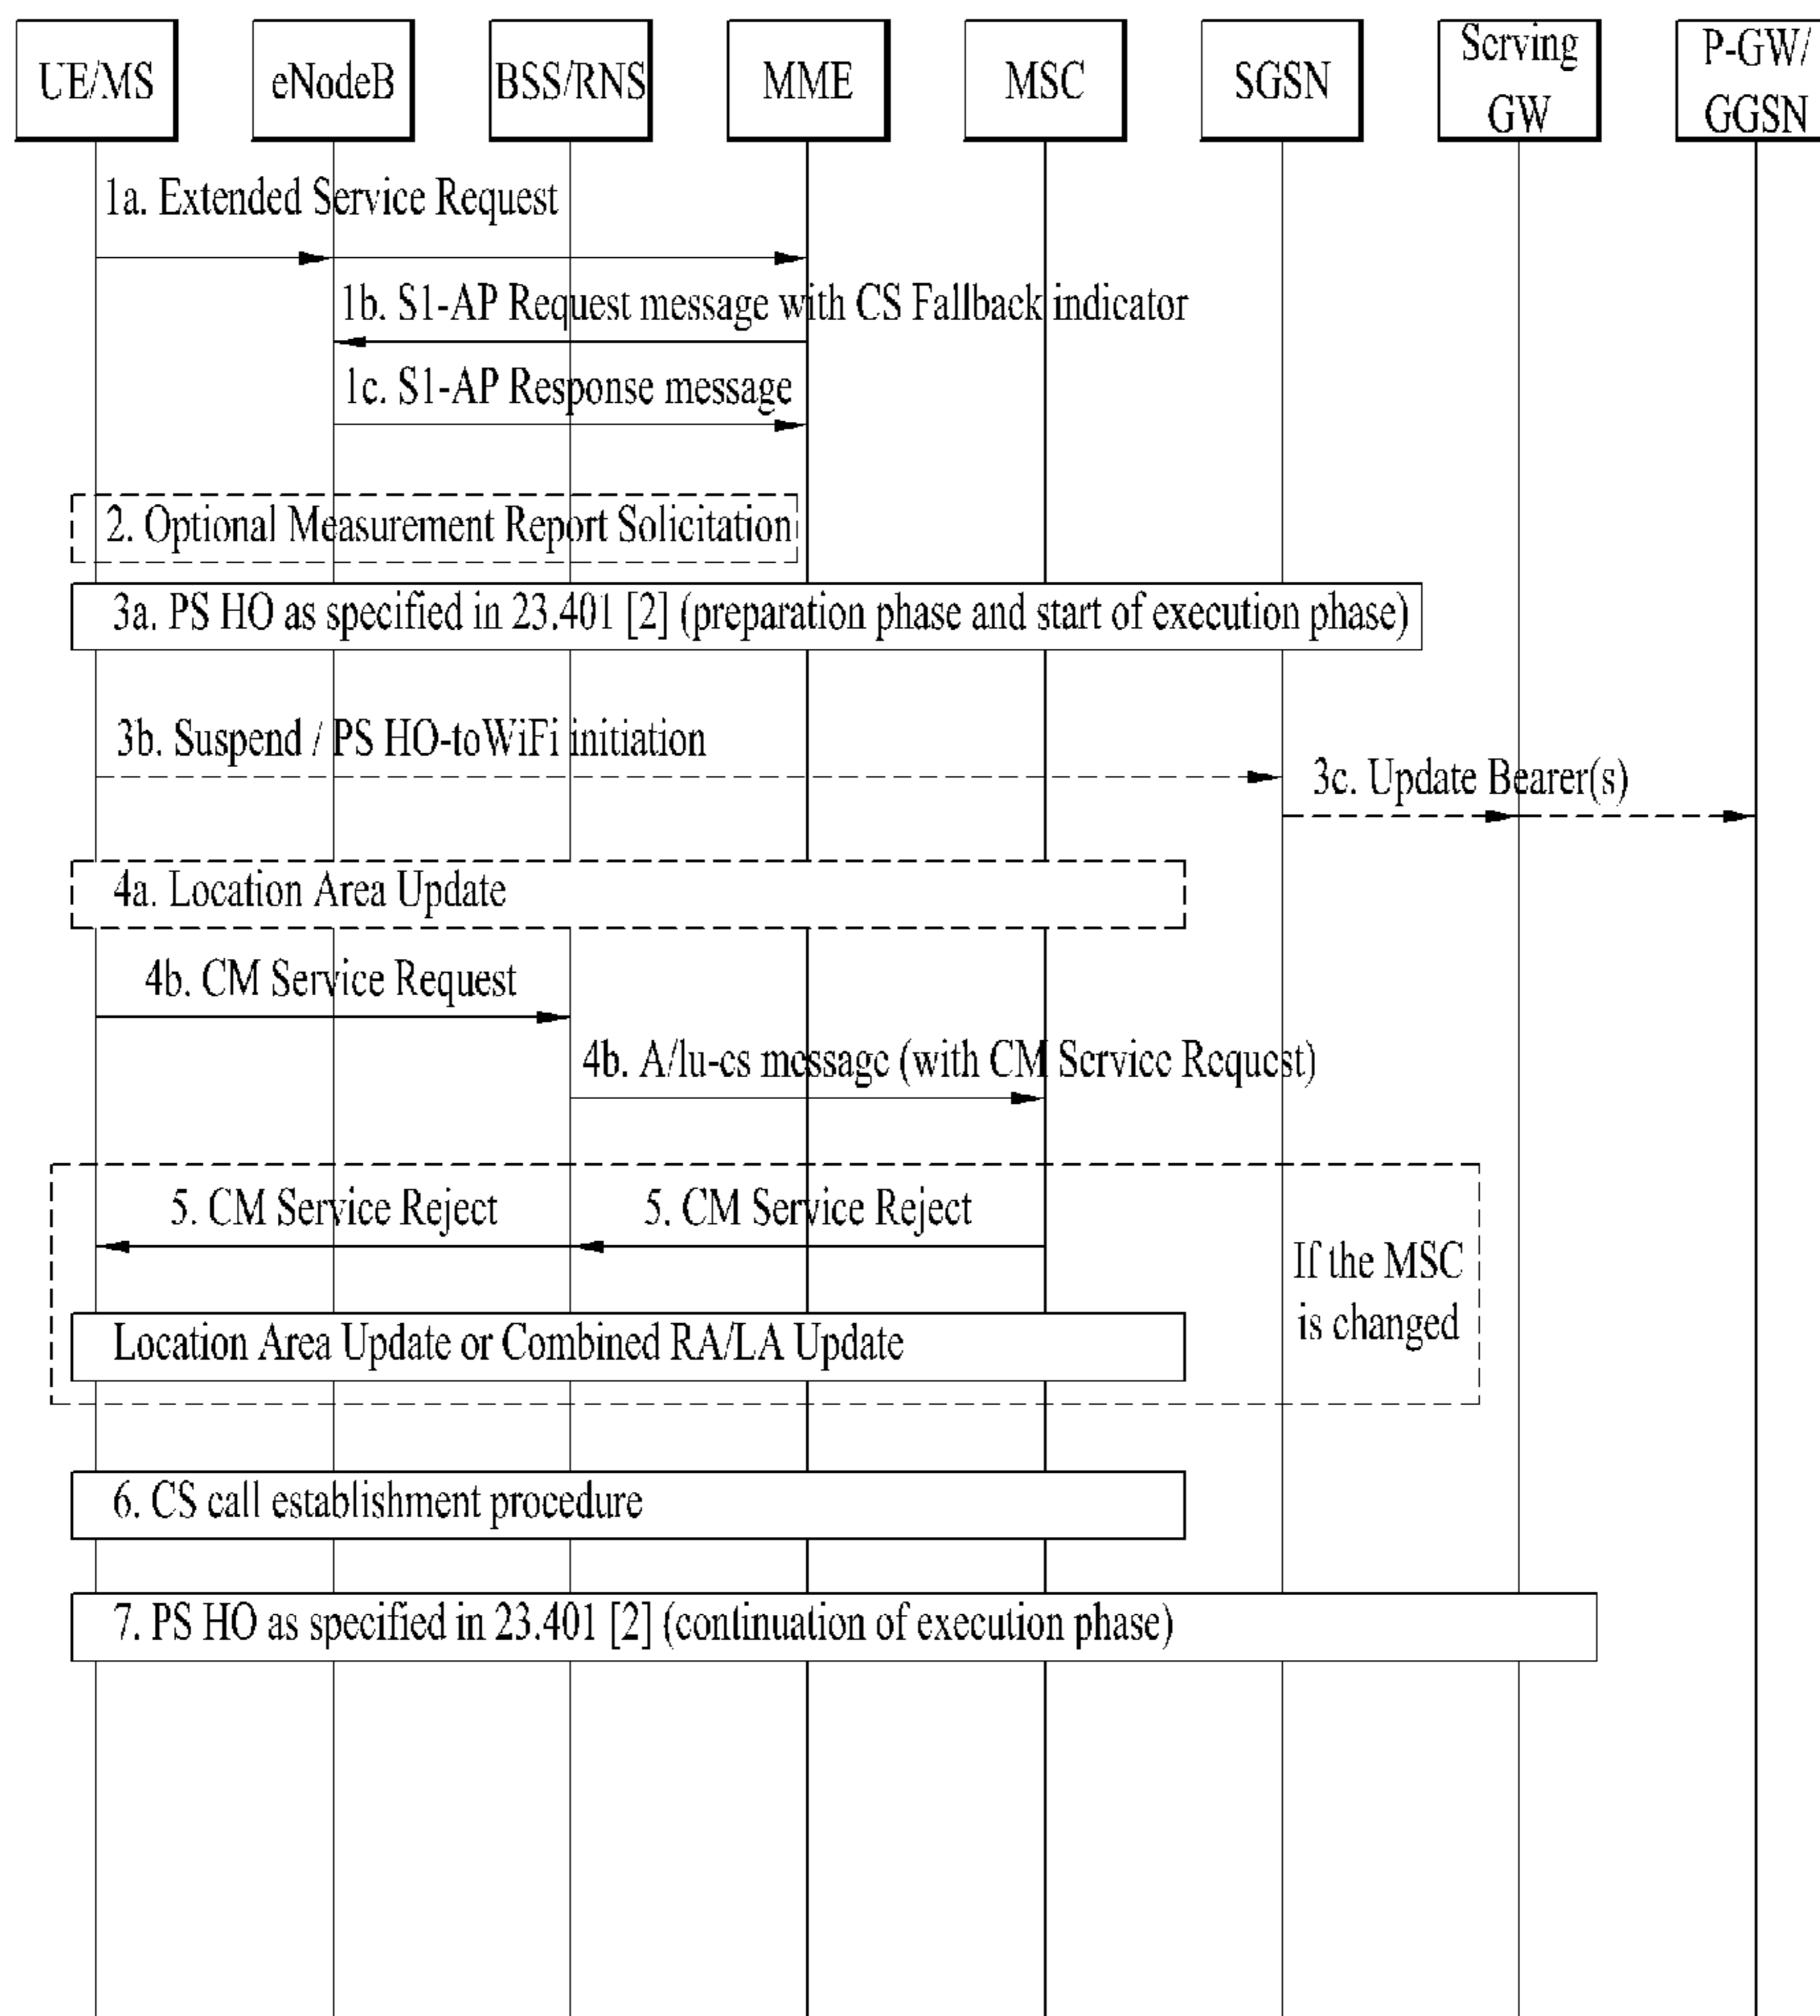 UE/MS
eNodeB
BSS/RNS
MME
MSC
SGSN
Serving
GW
P-GW/
GGSN
1a. Extended Service Request
1b. S1-AP Request message with CS Fallback indicator
1c. S1-AP Response message
2. Optional Measurement Report Solicitation
3a. PS HO as specified in 23.401 [2] (preparation phase and start of execution phase)
3b. Suspend / PS HO-toWiFi initiation
3c. Update Bearer(s)
4a. Location Area Update
4b. CM Service Request
4b. A/lu-cs message (with CM Service Request)
5. CM Service Reject
5. CM Service Reject
If the MSC
is changed
Location Area Update or Combined RA/LA Update
6. CS call establishment procedure
7. PS HO as specified in 23.401 [2] (continuation of execution phase)